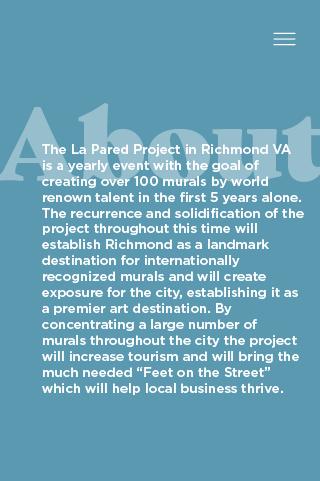 About
The La Pared Project in Richmond VA
is a yearly event with the goal of
creating over 100 murals by world
renown talent in the first 5 years alone.
The recurrence and solidification of the
project throughout this time will
establish Richmond as a landmark
destination for internationally
recognized murals and will create
exposure for the city, establishing it as
a premier art destination. By
concentrating a large number of
murals throughout the city the project
will increase tourism and will bring the
much needed “Feet on the Street”
which will help local business thrive.